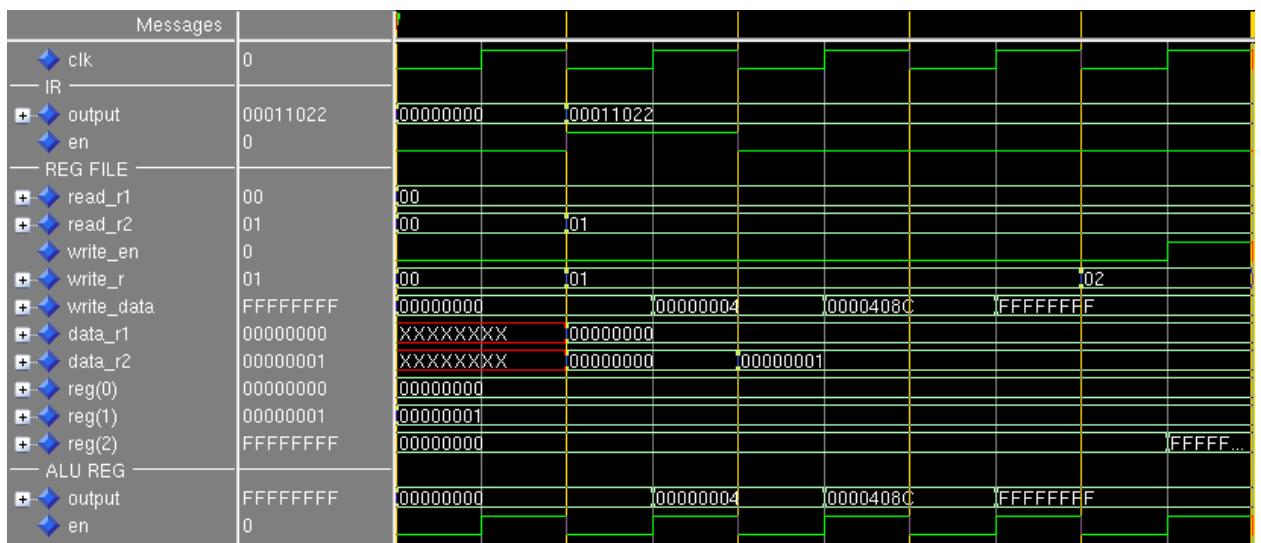 Messages
clk 0
IR
output 00011022 00000000 00011022
en 0
REG FILE
read_r1 00 00
read_r2 01 00 01
write_en 0
write_r 01 00 01 02
write_data FFFFFFFF 00000000 00000004 0000408C FFFFFFFF
data_r1 00000000 XXXXXXXX 00000000
data_r2 00000001 XXXXXXXX 00000000 00000001
reg(0) 00000000 00000000
reg(1) 00000001 00000001
reg(2) FFFFFFFF 00000000 FFFFF...
ALU REG
output FFFFFFFF 00000000 00000004 0000408C FFFFFFFF
en 0